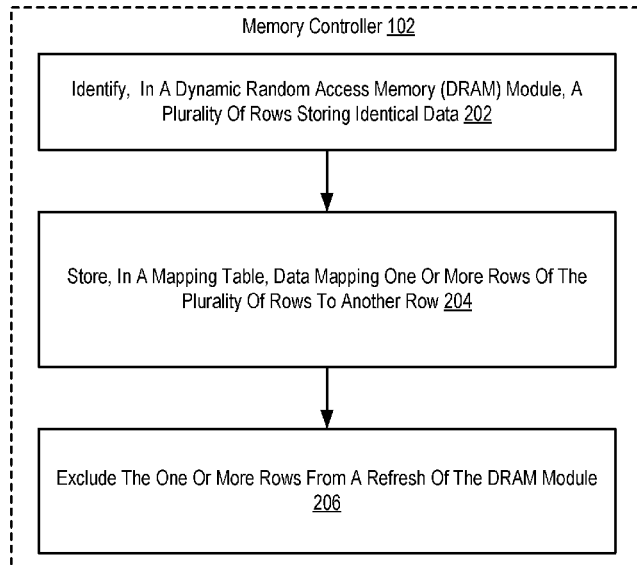 Memory Controller 102
Identify, In A Dynamic Random Access Memory (DRAM) Module, A
Plurality Of Rows Storing Identical Data 202
Store, In A Mapping Table, Data Mapping One Or More Rows Of The
Plurality Of Rows To Another Row 204
Exclude The One Or More Rows From A Refresh Of The DRAM Module
206